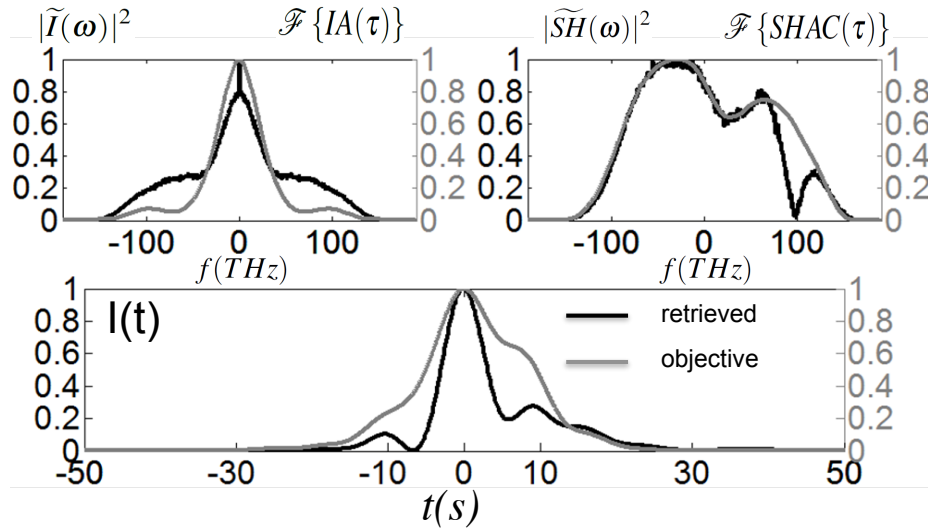 |Ĩ(ω)|² ℱ{IA(τ)}
1 1
0.8 0.8
0.6 0.6
0.4 0.4
0.2 0.2
0 0
-100 0 100
f(THz)
|S͠H(ω)|² ℱ{SHAC(τ)}
1 1
0.8 0.8
0.6 0.6
0.4 0.4
0.2 0.2
0 0
-100 0 100
f(THz)
I(t)
retrieved
objective
1 1
0.8 0.8
0.6 0.6
0.4 0.4
0.2 0.2
0 0
-50 -30 -10 0 10 30 50
t(s)